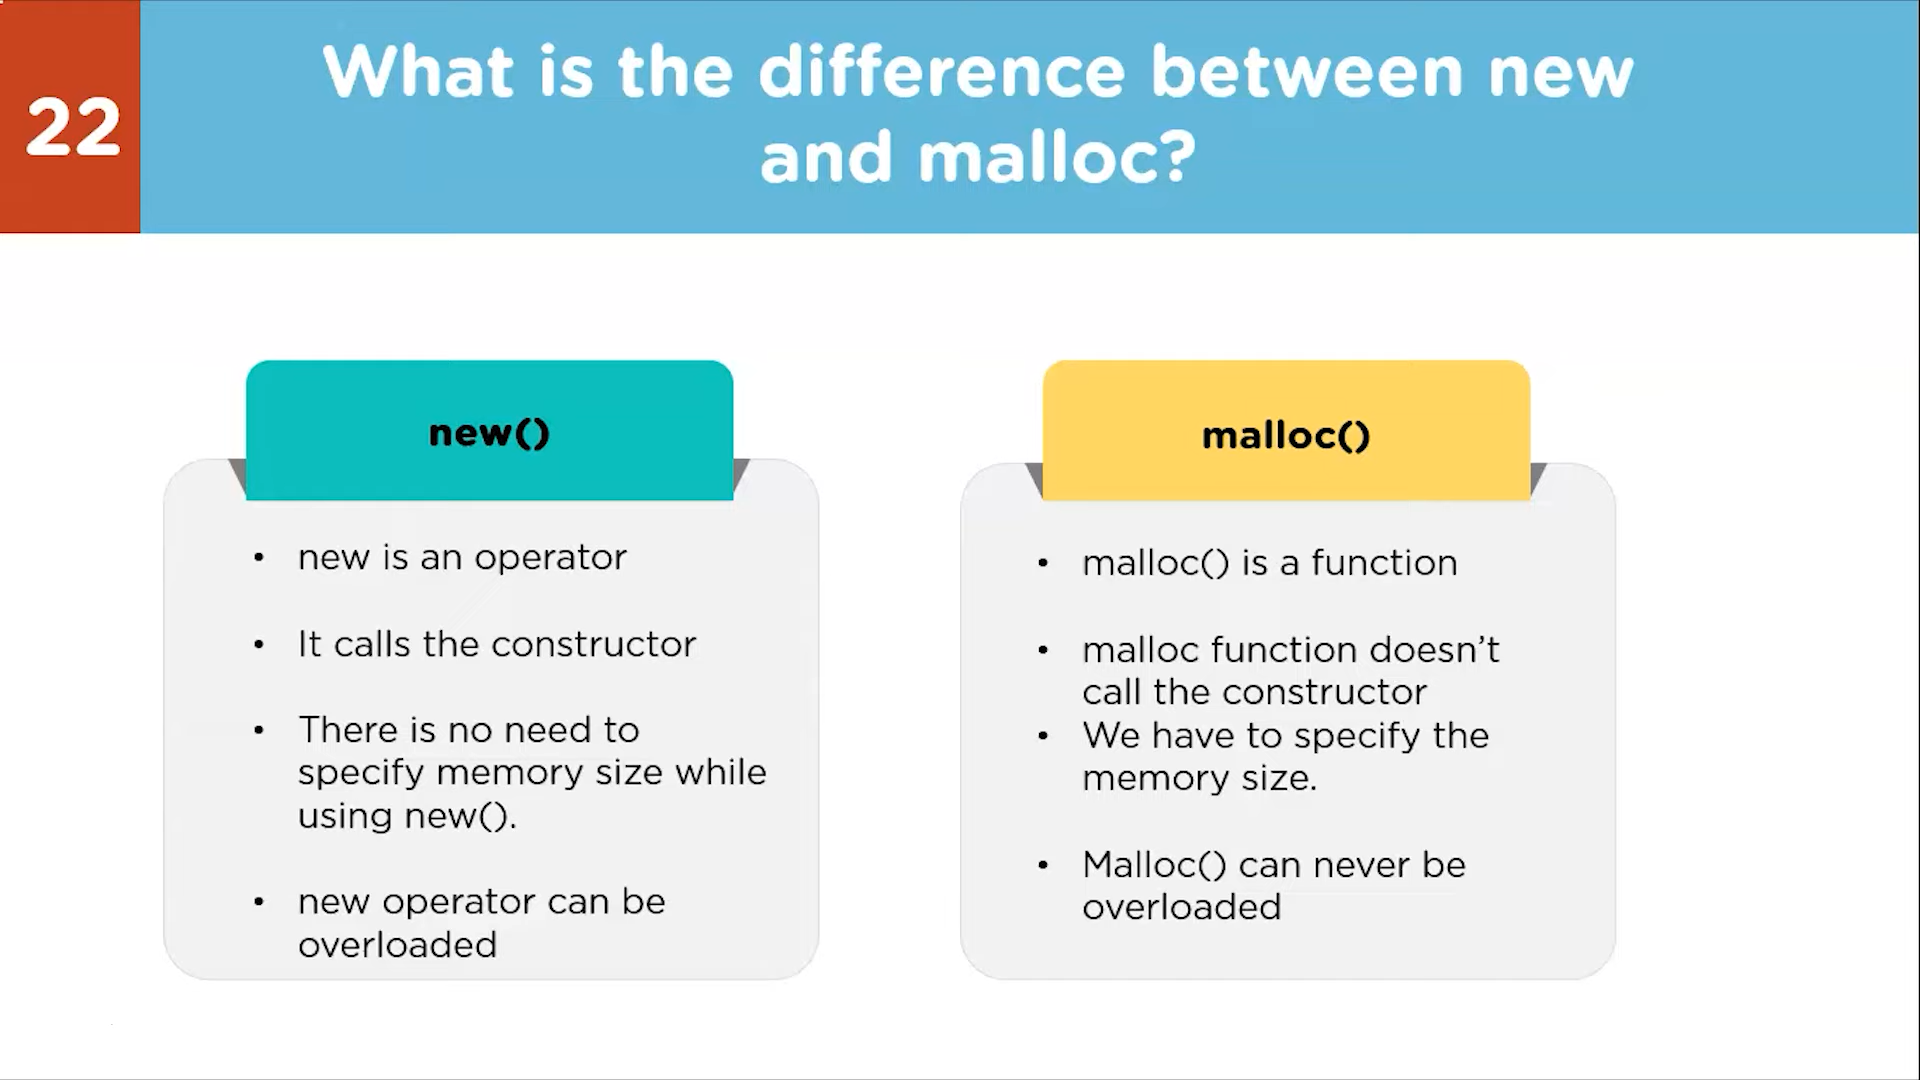 22
What is the difference between new
and malloc?
new()
• new is an operator
• It calls the constructor
• There is no need to
specify memory size while
using new().
• new operator can be
overloaded
malloc()
• malloc() is a function
• malloc function doesn’t
call the constructor
• We have to specify the
memory size.
• Malloc() can never be
overloaded